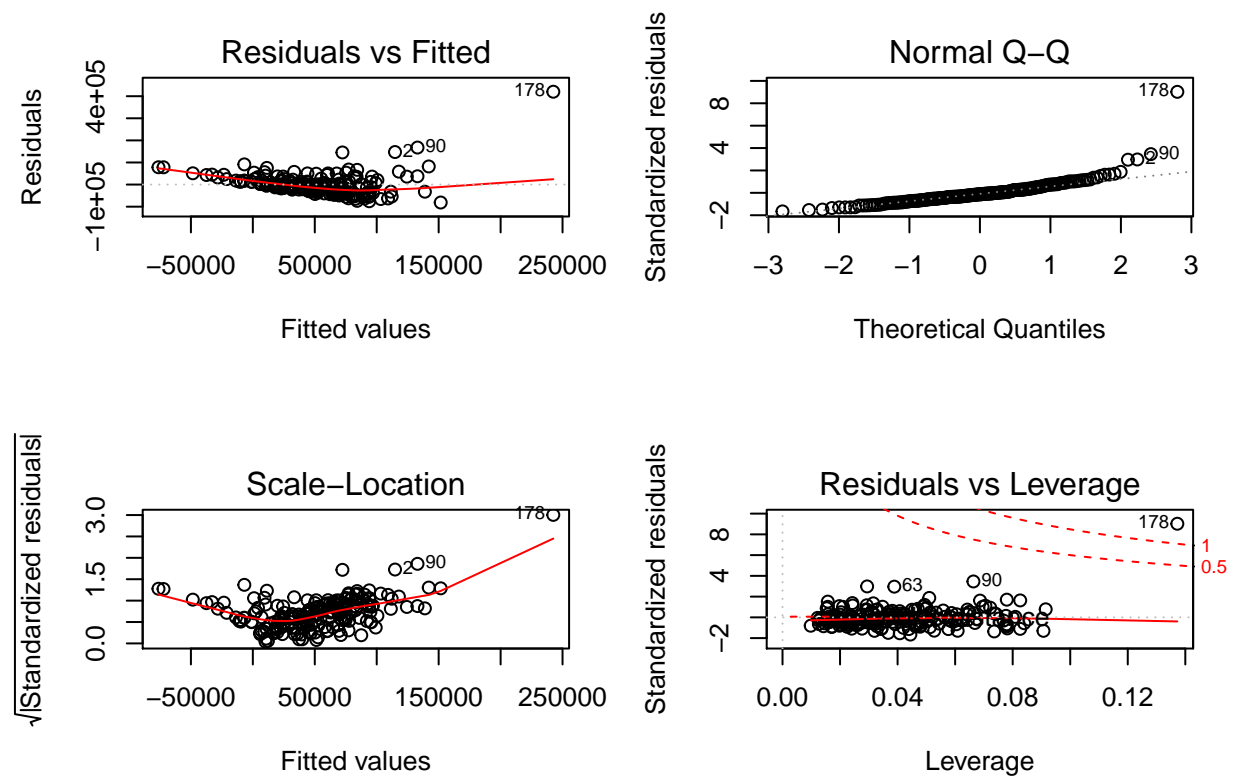 Residuals vs Fitted
Residuals
−1e+05 4e+05
178
2 90
−50000 50000 150000 250000
Fitted values
Normal Q−Q
Standardized residuals
−2 4 8
178
2 90
−3 −2 −1 0 1 2 3
Theoretical Quantiles
Scale−Location
√|Standardized residuals|
0.0 1.5 3.0
178
2 90
−50000 50000 150000 250000
Fitted values
Residuals vs Leverage
Standardized residuals
−2 4 8
178
63 90
1
0.5
0.00 0.04 0.08 0.12
Leverage